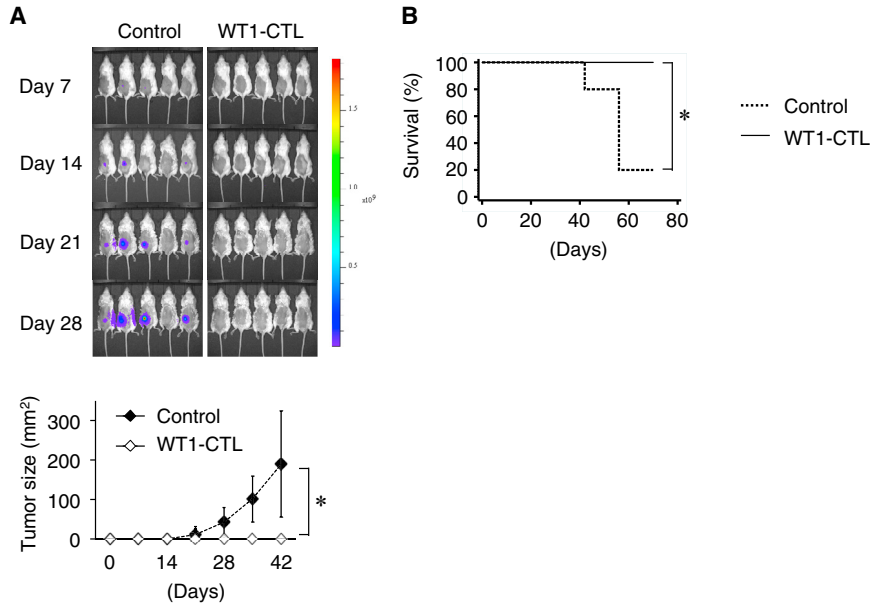 A
Control WT1-CTL
Day 7
Day 14
Day 21
Day 28
1.5
1.0
x10⁹
0.5
Tumor size (mm²)
300
200
100
0
Control
WT1-CTL
*
0 14 28 42
(Days)
B
Survival (%)
100
80
60
40
20
0
*
0 20 40 60 80
(Days)
Control
WT1-CTL